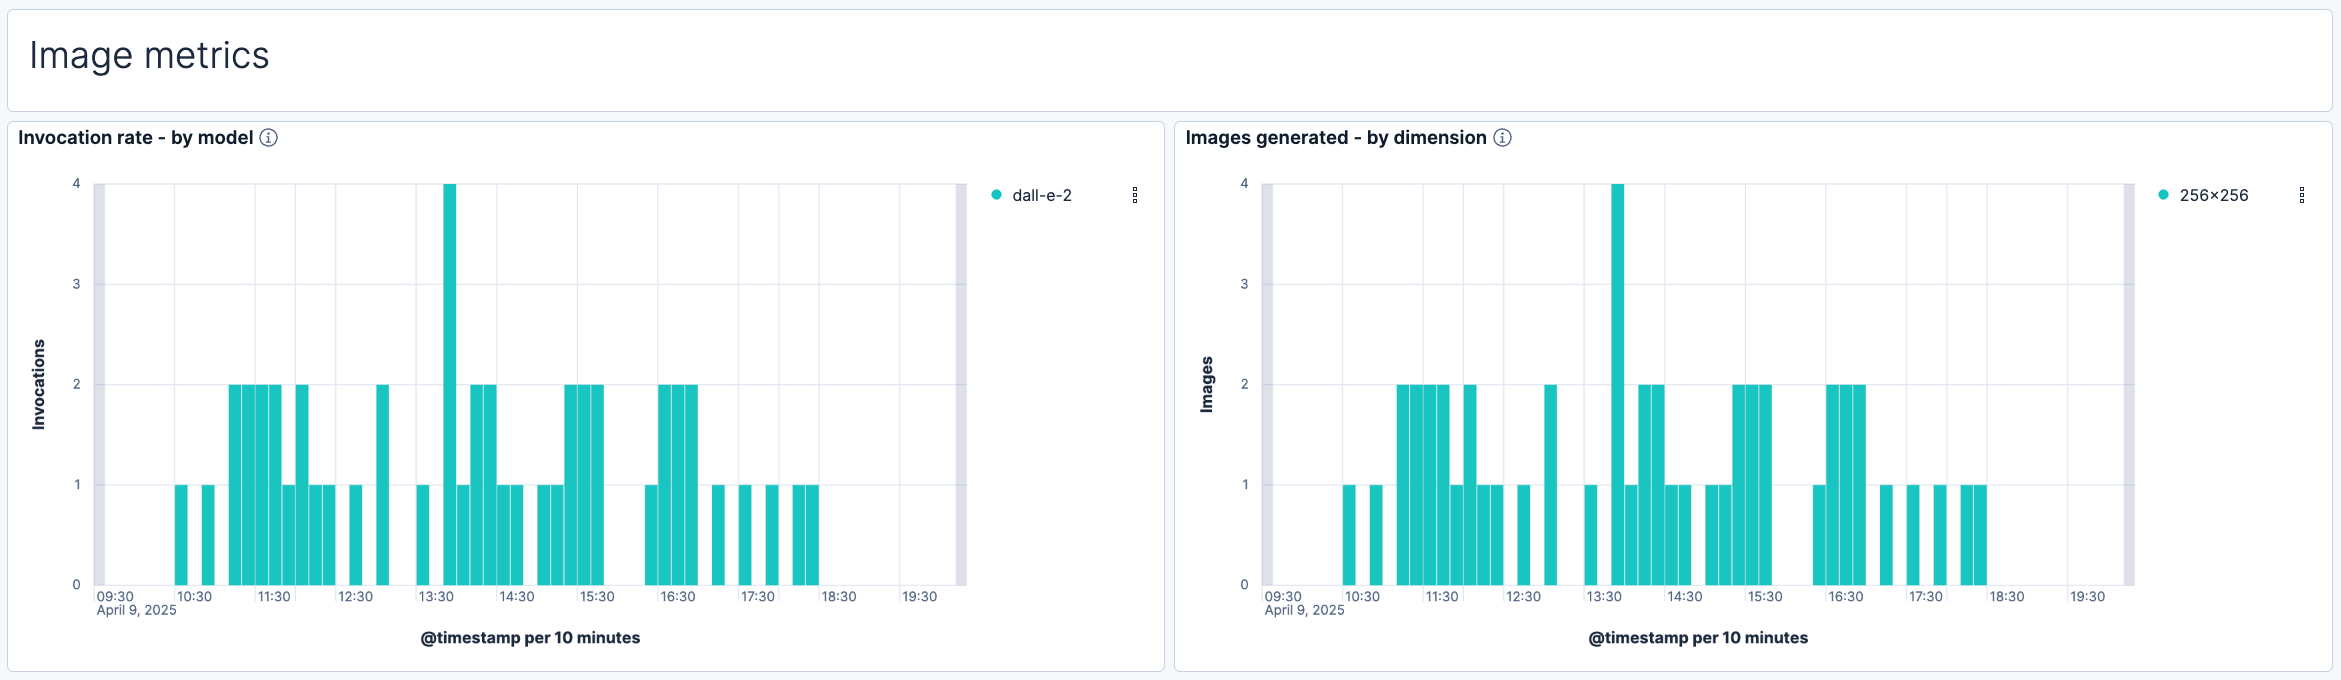 Image metrics
Invocation rate - by model
dall-e-2
4
3
2
1
0
Invocations
09:30 10:30 11:30 12:30 13:30 14:30 15:30 16:30 17:30 18:30 19:30
April 9, 2025
@timestamp per 10 minutes
Images generated - by dimension
256×256
4
3
2
1
0
Images
09:30 10:30 11:30 12:30 13:30 14:30 15:30 16:30 17:30 18:30 19:30
April 9, 2025
@timestamp per 10 minutes